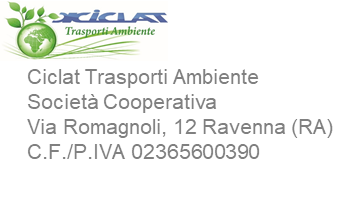 CICLAT
Trasporti Ambiente
Ciclat Trasporti Ambiente
Società Cooperativa
Via Romagnoli, 12 Ravenna (RA)
C.F./P.IVA 02365600390